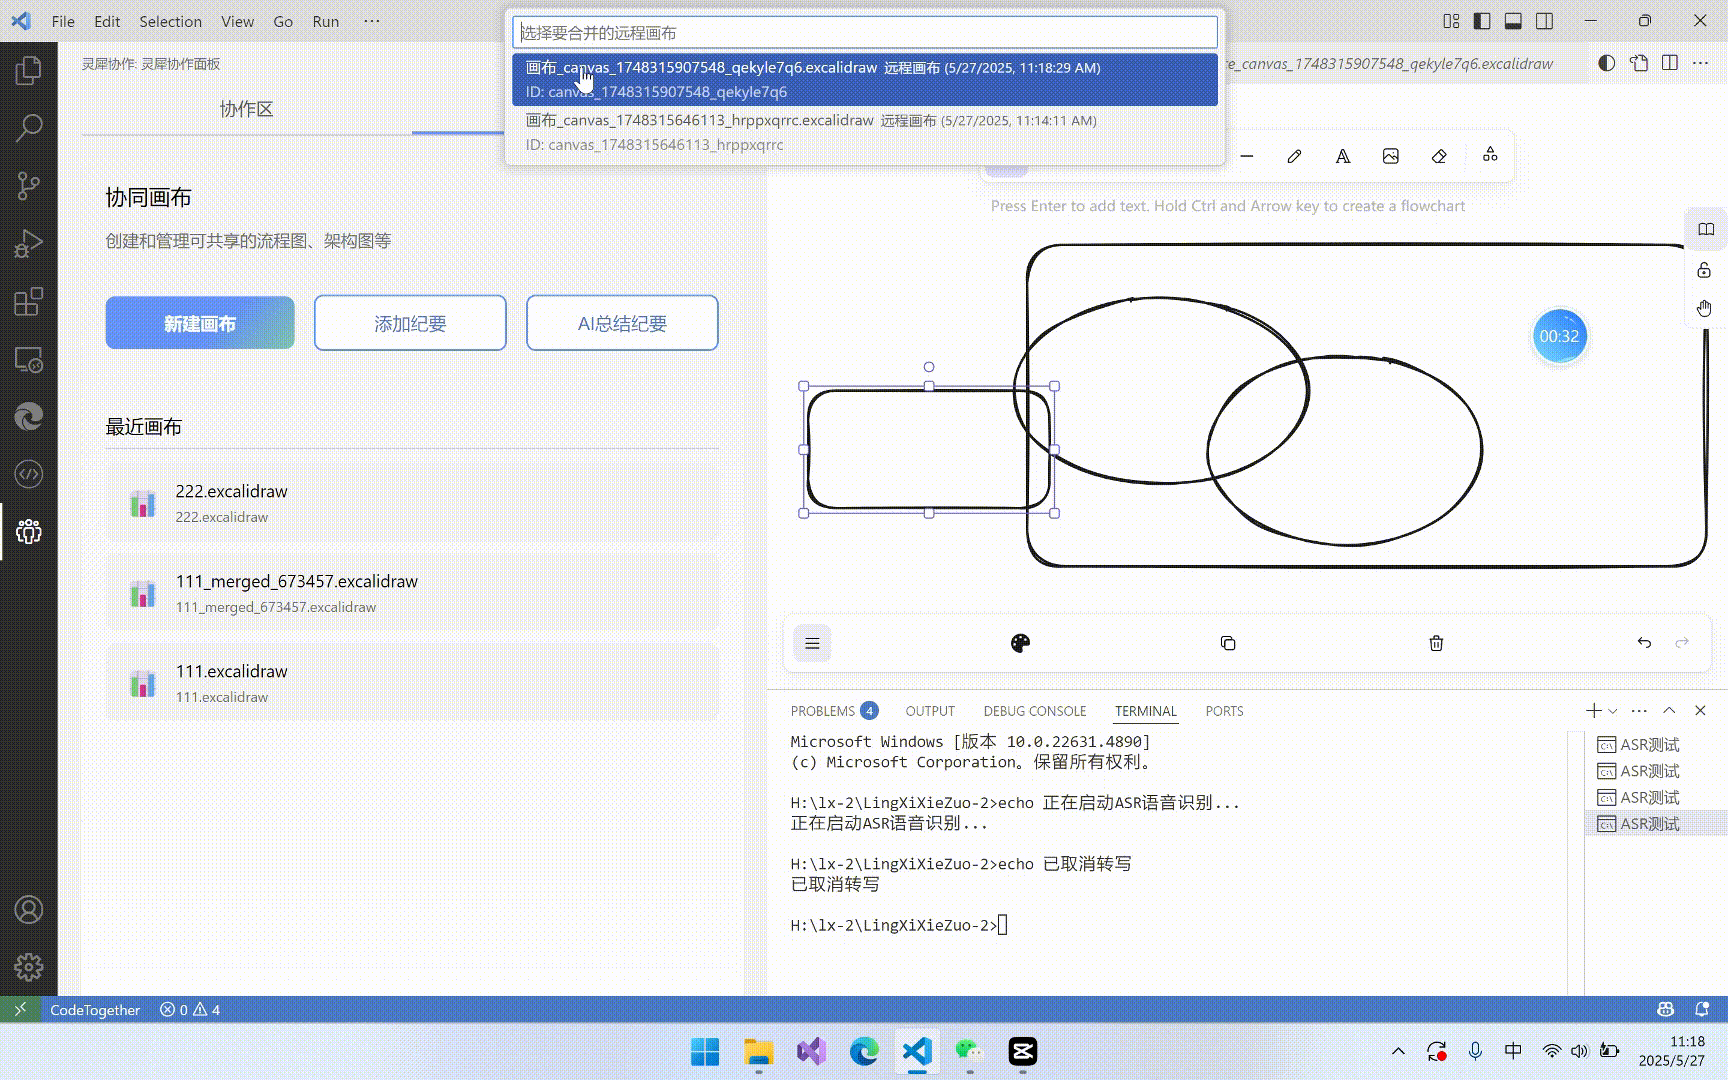 File Edit Selection View Go Run ···
选择要合并的远程画布
画布_canvas_1748315907548_qekyle7q6.excalidraw 远程画布 (5/27/2025, 11:18:29 AM)
ID: canvas_1748315907548_qekyle7q6
画布_canvas_1748315646113_hrppxqrrc.excalidraw 远程画布 (5/27/2025, 11:14:11 AM)
ID: canvas_1748315646113_hrppxqrrc
灵犀协作: 灵犀协作面板
e_canvas_1748315907548_qekyle7q6.excalidraw
协作区
协同画布
创建和管理可共享的流程图、架构图等
新建画布
添加纪要
AI总结纪要
最近画布
222.excalidraw
222.excalidraw
111_merged_673457.excalidraw
111_merged_673457.excalidraw
111.excalidraw
111.excalidraw
Press Enter to add text. Hold Ctrl and Arrow key to create a flowchart
00:32
PROBLEMS 4 OUTPUT DEBUG CONSOLE TERMINAL PORTS
Microsoft Windows [版本 10.0.22631.4890]
(c) Microsoft Corporation。保留所有权利。
H:\lx-2\LingXiXieZuo-2>echo 正在启动ASR语音识别...
正在启动ASR语音识别...
H:\lx-2\LingXiXieZuo-2>echo 已取消转写
已取消转写
H:\lx-2\LingXiXieZuo-2>
ASR测试
ASR测试
ASR测试
ASR测试
CodeTogether 0 4
中
11:18
2025/5/27